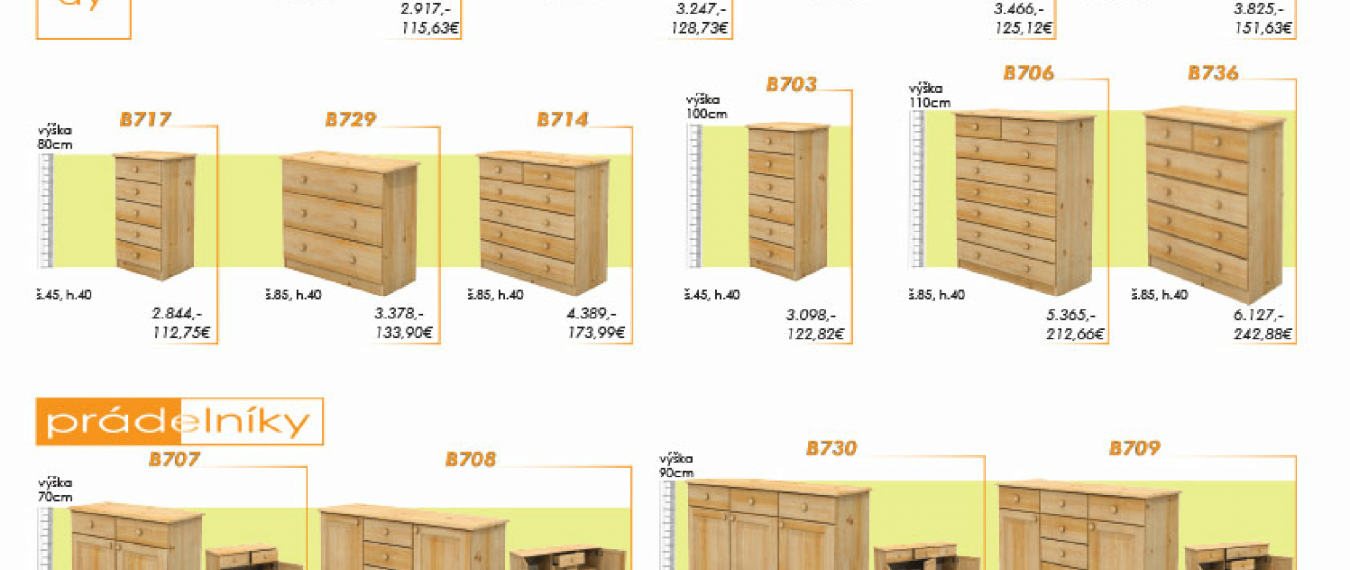 2.917,-
115,63€
3.247,-
128,73€
3.466,-
125,12€
3.825,-
151,63€
B717
B729
B714
B703
B706
B736
výška
80cm
výška
100cm
výška
110cm
š.45, h.40
š.85, h.40
š.85, h.40
š.45, h.40
š.85, h.40
š.85, h.40
2.844,-
112,75€
3.378,-
133,90€
4.389,-
173,99€
3.098,-
122,82€
5.365,-
212,66€
6.127,-
242,88€
prádelníky
B707
B708
B730
B709
výška
70cm
výška
90cm